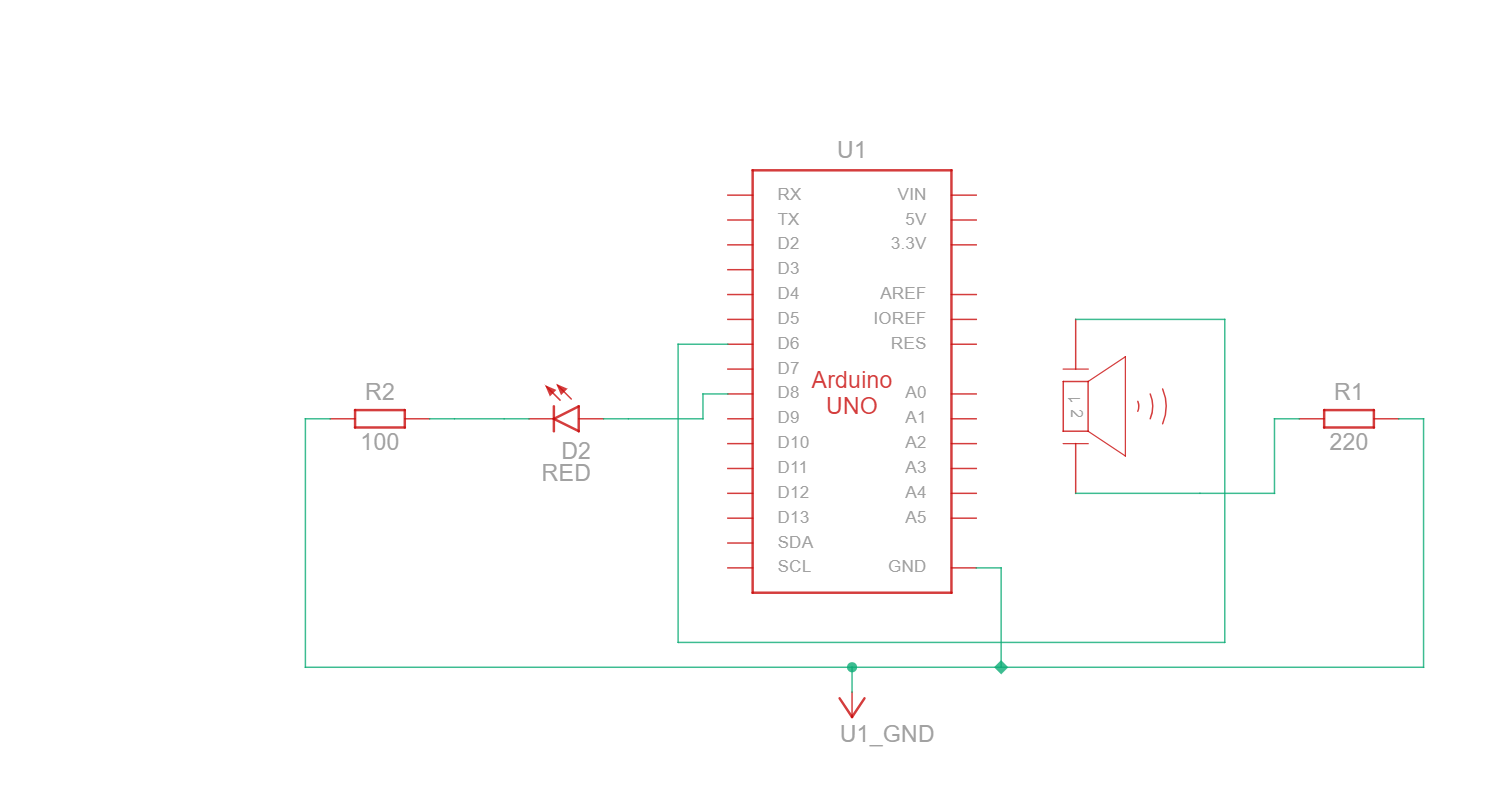 U1
RX VIN
TX 5V
D2 3.3V
D3
D4 AREF
D5 IOREF
D6 RES
D7
Arduino
UNO
D8 A0
D9 A1
D10 A2
D11 A3
D12 A4
D13 A5
SDA
SCL GND
R2
100
D2
RED
1 2
R1
220
U1_GND